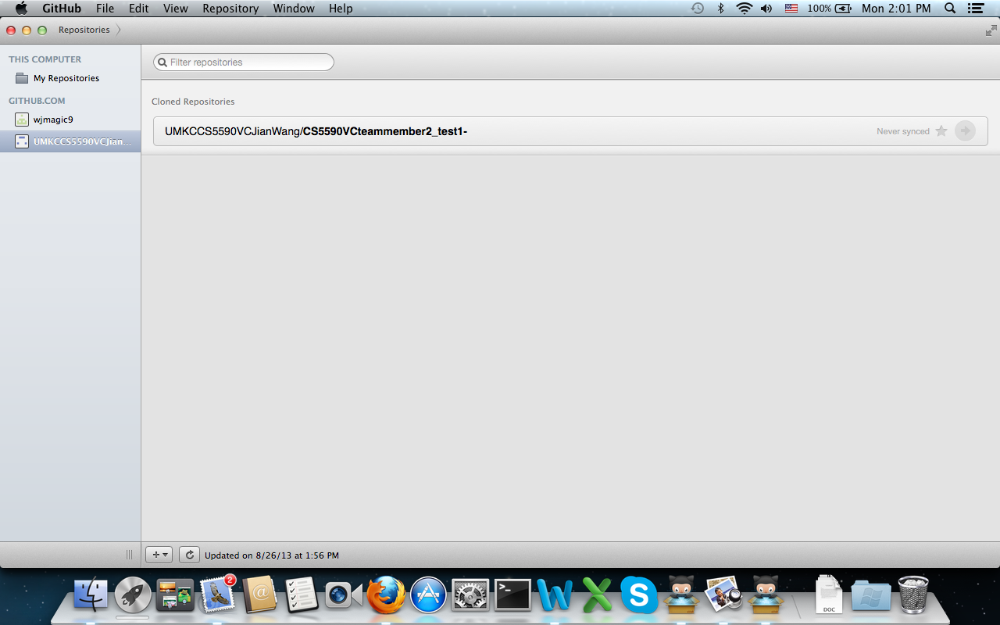 GitHub File Edit View Repository Window Help 100% Mon 2:01 PM
Repositories
THIS COMPUTER
My Repositories
GITHUB.COM
wjmagic9
UMKCCS5590VCJian...
Filter repositories
Cloned Repositories
UMKCCS5590VCJianWang/CS5590VCteammember2_test1- Never synced
Updated on 8/26/13 at 1:56 PM
2
DOC